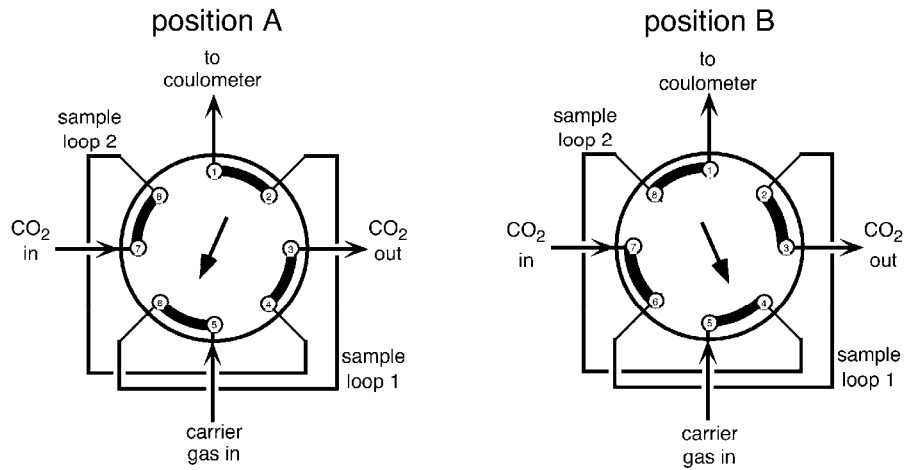 position A
to
coulometer
sample
loop 2
1
2
8
CO2
in
7
3
CO2
out
6
4
5
sample
loop 1
carrier
gas in
position B
to
coulometer
sample
loop 2
1
8
2
CO2
in
7
3
CO2
out
6
4
5
sample
loop 1
carrier
gas in